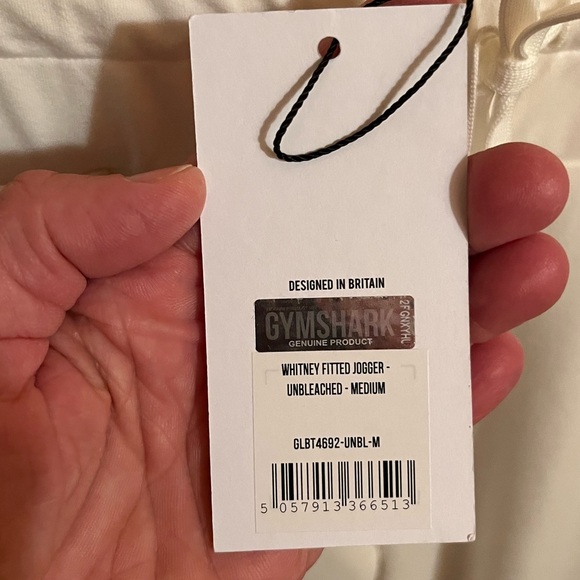 DESIGNED IN BRITAIN
GYMSHARK
GENUINE PRODUCT
WHITNEY FITTED JOGGER -
UNBLEACHED - MEDIUM
GLBT4692-UNBL-M
5 057913 366513